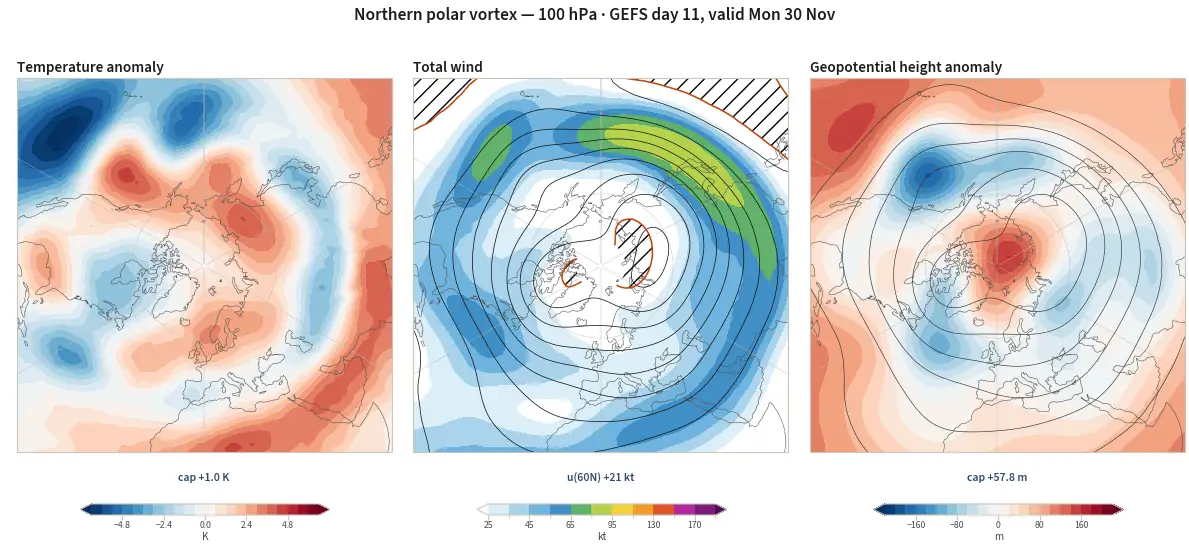 Northern polar vortex — 100 hPa · GEFS day 11, valid Mon 30 Nov
Temperature anomaly
Total wind
Geopotential height anomaly
cap +1.0 K
u(60N) +21 kt
cap +57.8 m
−4.8 −2.4 0.0 2.4 4.8
K
25 45 65 95 130 170
kt
−160 −80 0 80 160
m